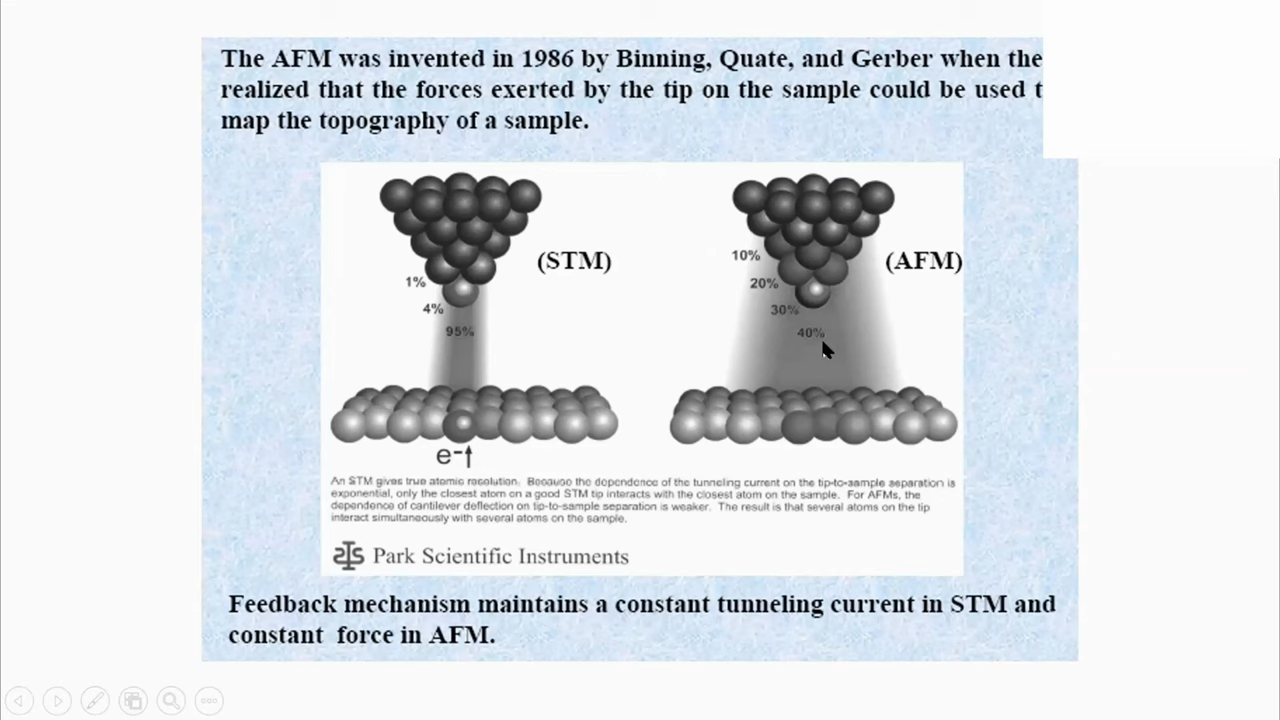 The AFM was invented in 1986 by Binning, Quate, and Gerber when the
realized that the forces exerted by the tip on the sample could be used t
map the topography of a sample.
(STM)
(AFM)
1%
4%
95%
10%
20%
30%
40%
e-↑
An STM gives true atomic resolution. Because the dependence of the tunneling current on the tip-to-sample separation is
exponential, only the closest atom on a good STM tip interacts with the closest atom on the sample. For AFMs, the
dependence of cantilever deflection on tip-to-sample separation is weaker. The result is that several atoms on the tip
interact simultaneously with several atoms on the sample.
Park Scientific Instruments
Feedback mechanism maintains a constant tunneling current in STM and
constant force in AFM.